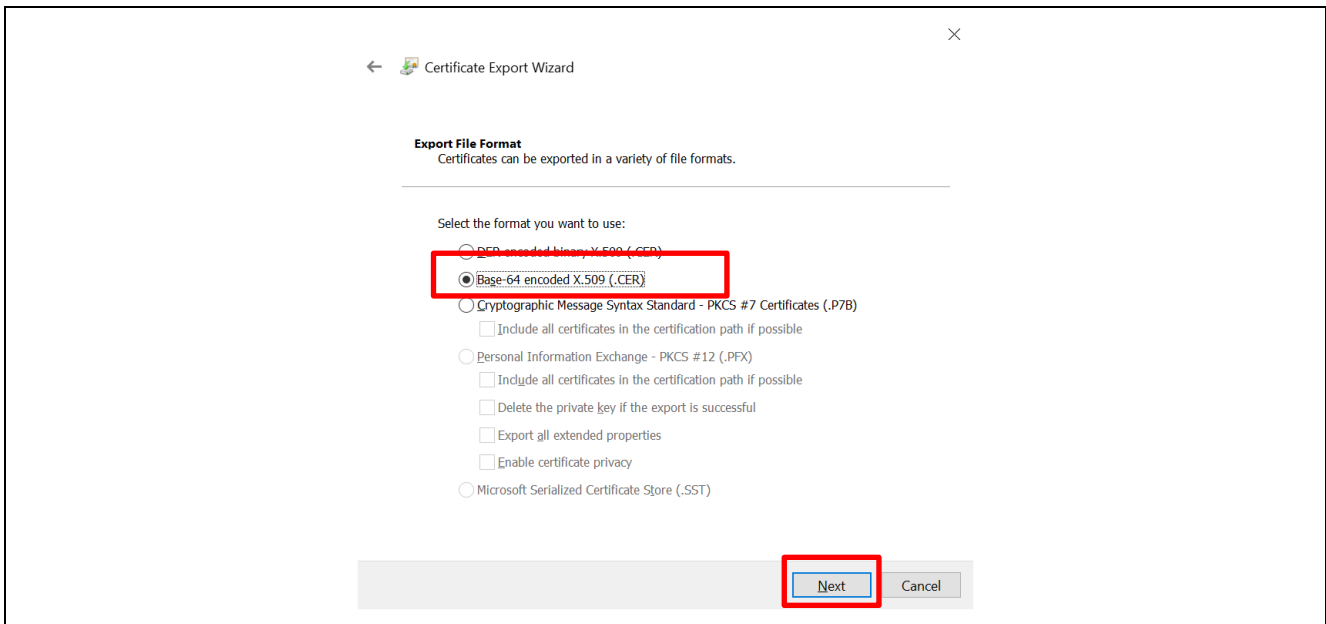 Certificate Export Wizard
Export File Format
Certificates can be exported in a variety of file formats.
Select the format you want to use:
DER encoded binary X.509 (.CER)
Base-64 encoded X.509 (.CER)
Cryptographic Message Syntax Standard - PKCS #7 Certificates (.P7B)
Include all certificates in the certification path if possible
Personal Information Exchange - PKCS #12 (.PFX)
Include all certificates in the certification path if possible
Delete the private key if the export is successful
Export all extended properties
Enable certificate privacy
Microsoft Serialized Certificate Store (.SST)
Next Cancel